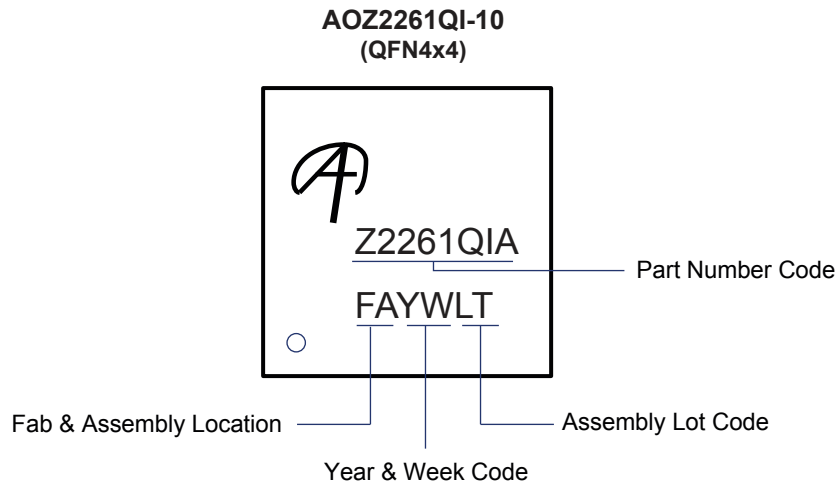 AOZ2261QI-10
(QFN4x4)
Z2261QIA
Part Number Code
FAYWLT
Fab & Assembly Location
Assembly Lot Code
Year & Week Code